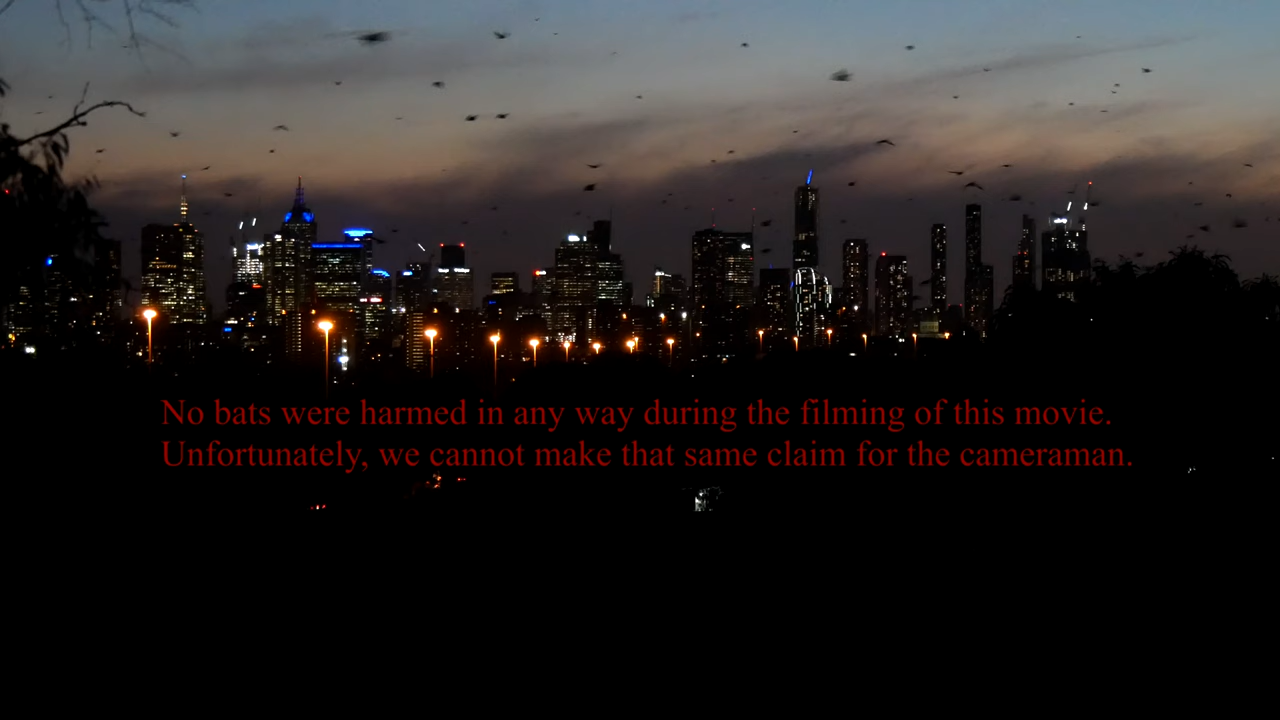 No bats were harmed in any way during the filming of this movie.
Unfortunately, we cannot make that same claim for the cameraman.